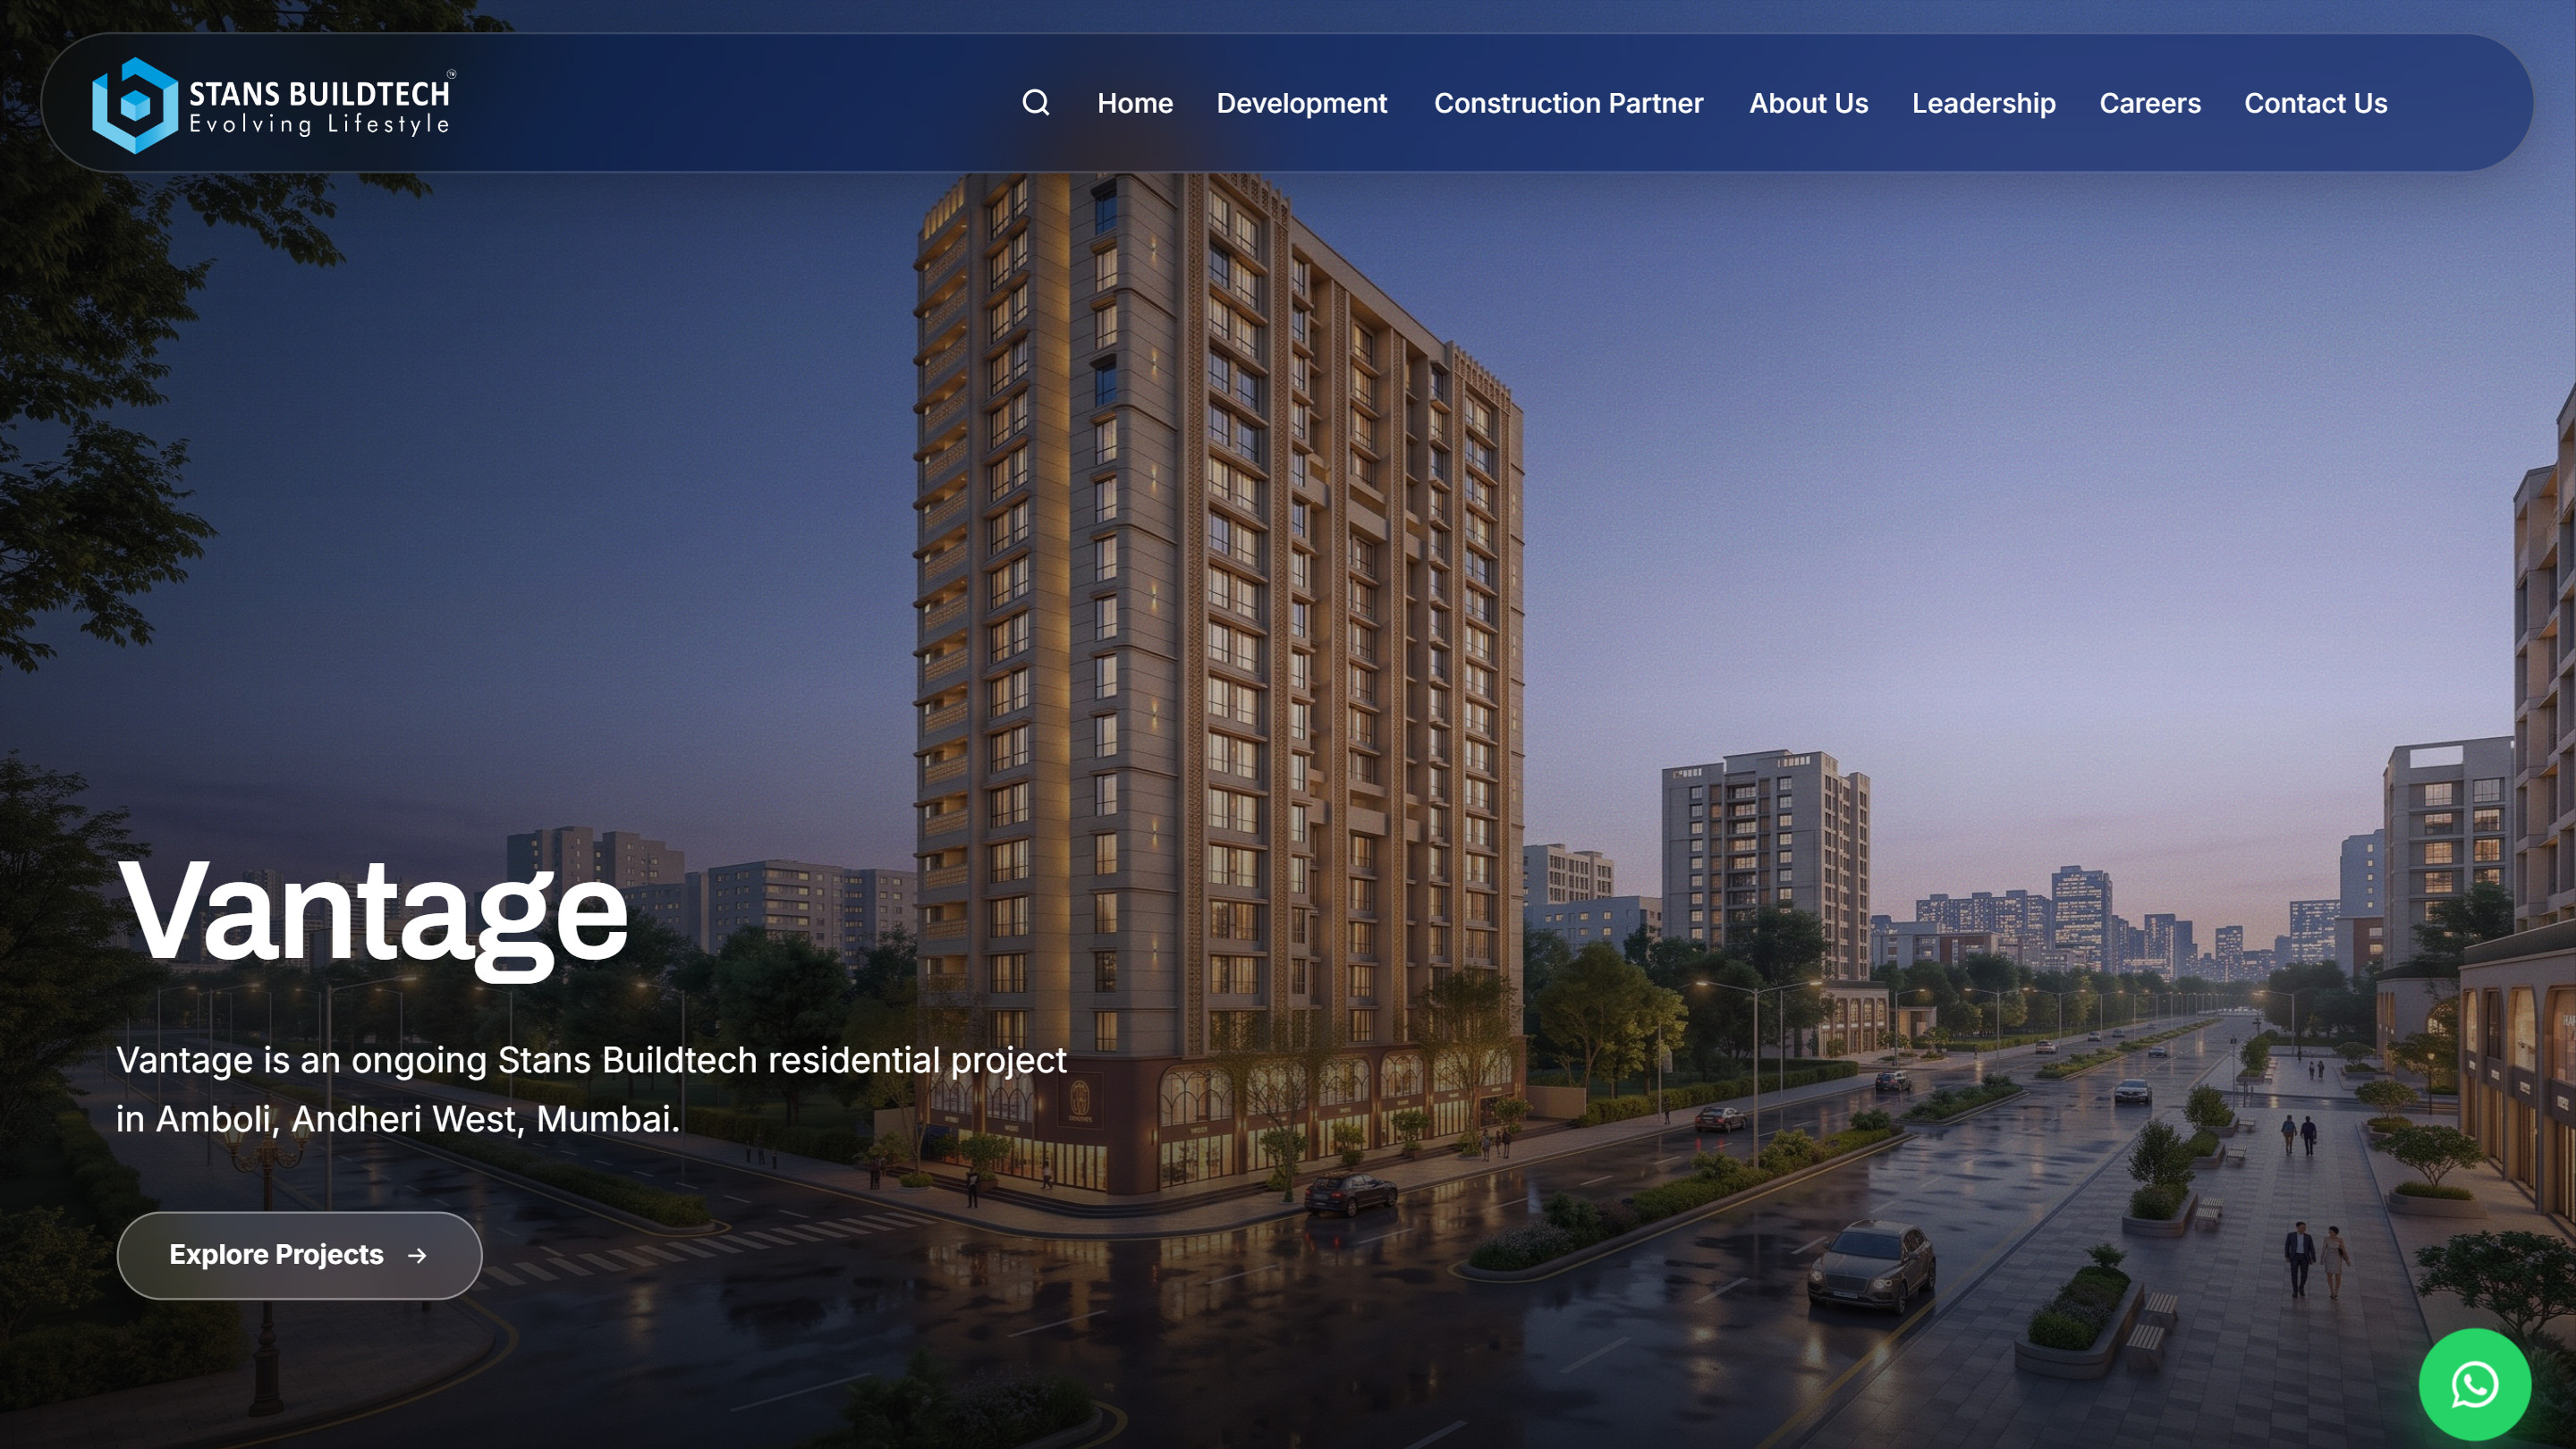 STANS BUILDTECH
Evolving Lifestyle
Home Development Construction Partner About Us Leadership Careers Contact Us
Vantage
Vantage is an ongoing Stans Buildtech residential project
in Amboli, Andheri West, Mumbai.
Explore Projects →